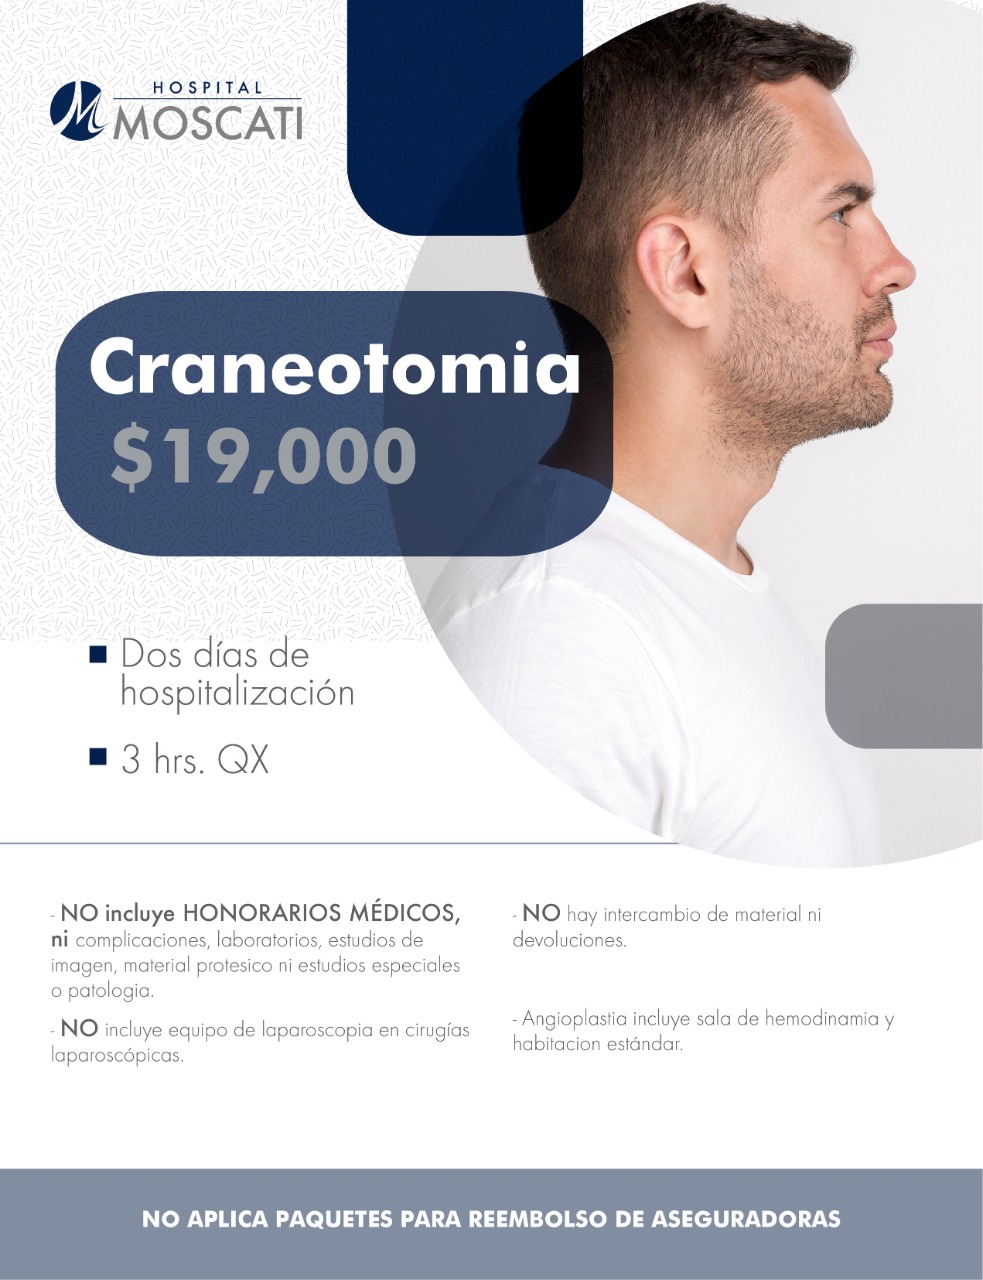 HOSPITAL
MOSCATI
Craneotomia
$19,000
Dos días de
hospitalización
3 hrs. QX
- NO incluye HONORARIOS MÉDICOS,
ni complicaciones, laboratorios, estudios de
imagen, material protesico ni estudios especiales
o patologia.
- NO incluye equipo de laparoscopia en cirugías
laparoscópicas.
- NO hay intercambio de material ni
devoluciones.
- Angioplastia incluye sala de hemodinamia y
habitacion estándar.
NO APLICA PAQUETES PARA REEMBOLSO DE ASEGURADORAS